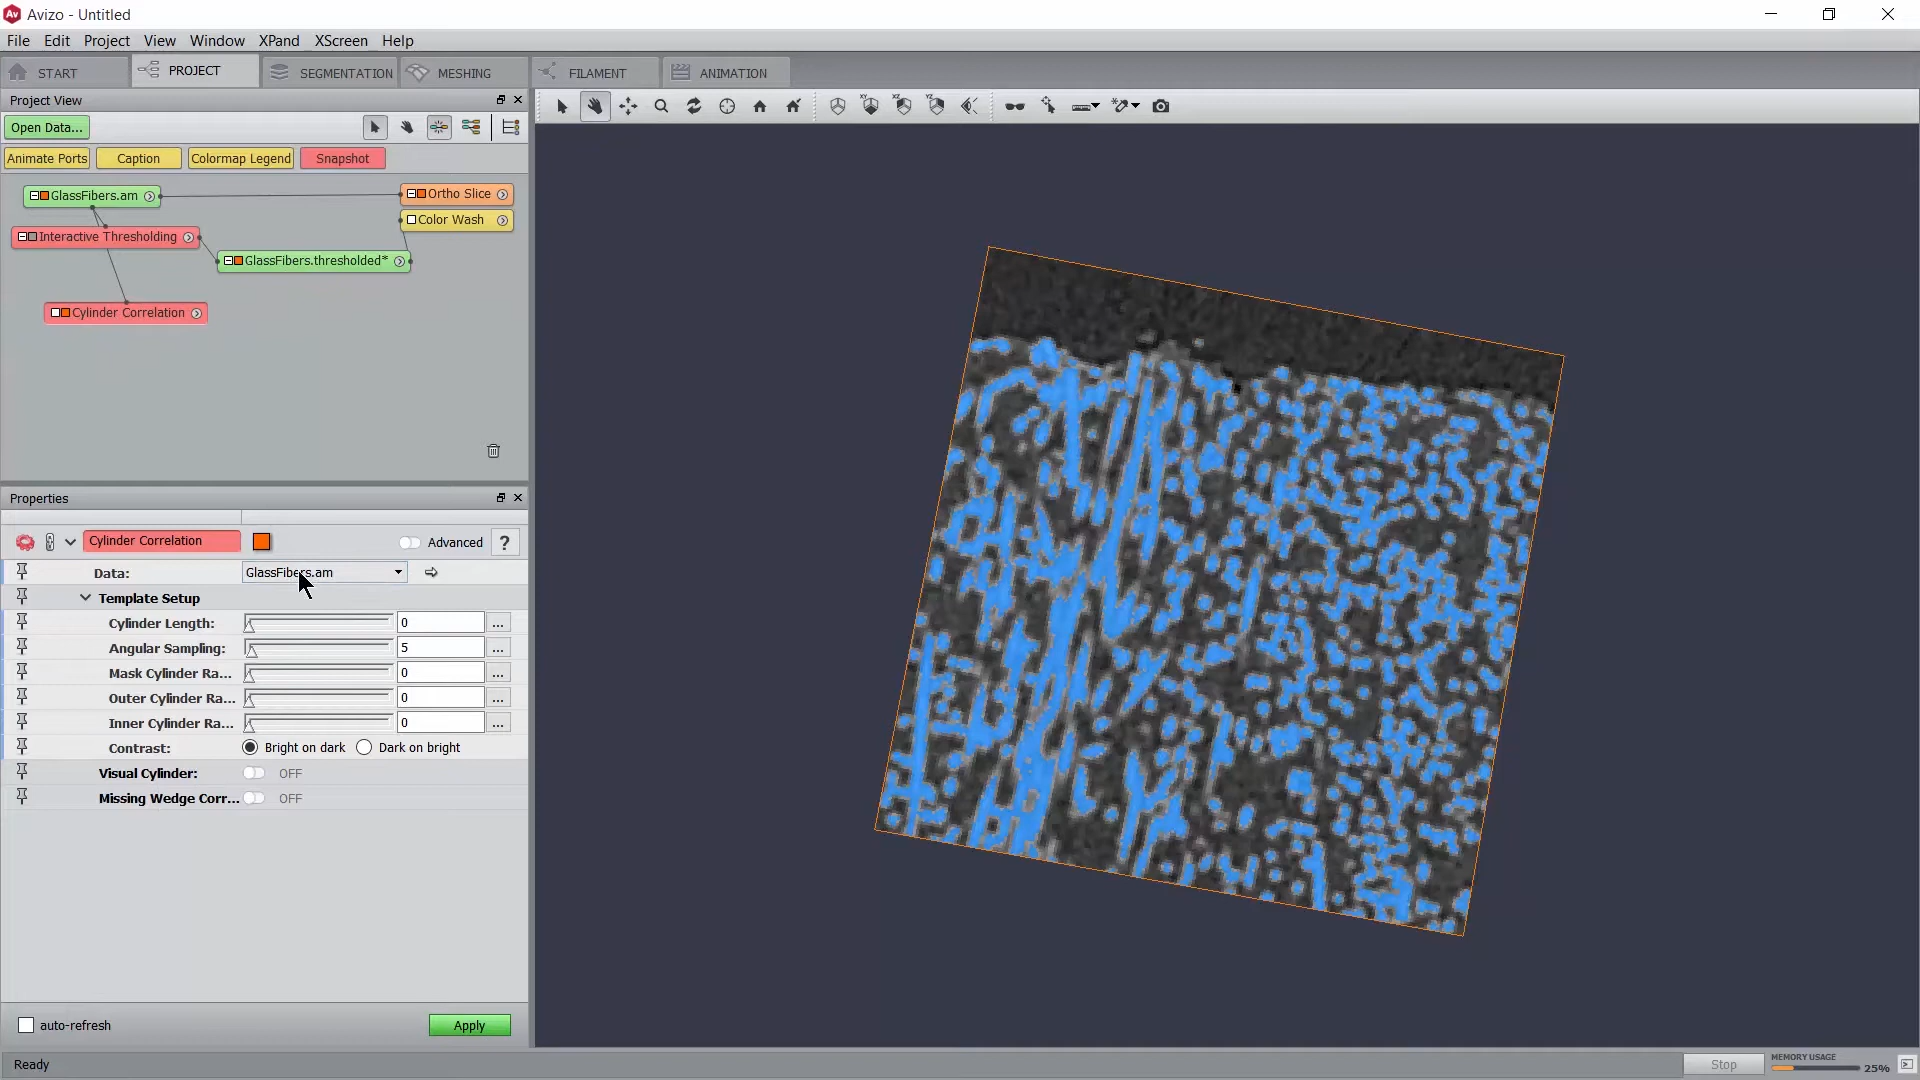 Avizo - Untitled
File Edit Project View Window XPand XScreen Help
START PROJECT SEGMENTATION MESHING FILAMENT ANIMATION
Project View
Open Data...
Animate Ports Caption Colormap Legend Snapshot
GlassFibers.am Ortho Slice
Color Wash
Interactive Thresholding
GlassFibers.thresholded*
Cylinder Correlation
Properties
Cylinder Correlation Advanced ?
Data: GlassFibers.am
Template Setup
Cylinder Length: 0 ...
Angular Sampling: 5 ...
Mask Cylinder Ra... 0 ...
Outer Cylinder Ra... 0 ...
Inner Cylinder Ra... 0 ...
Contrast: Bright on dark Dark on bright
Visual Cylinder: OFF
Missing Wedge Corr... OFF
auto-refresh Apply
Ready Stop MEMORY USAGE 25%